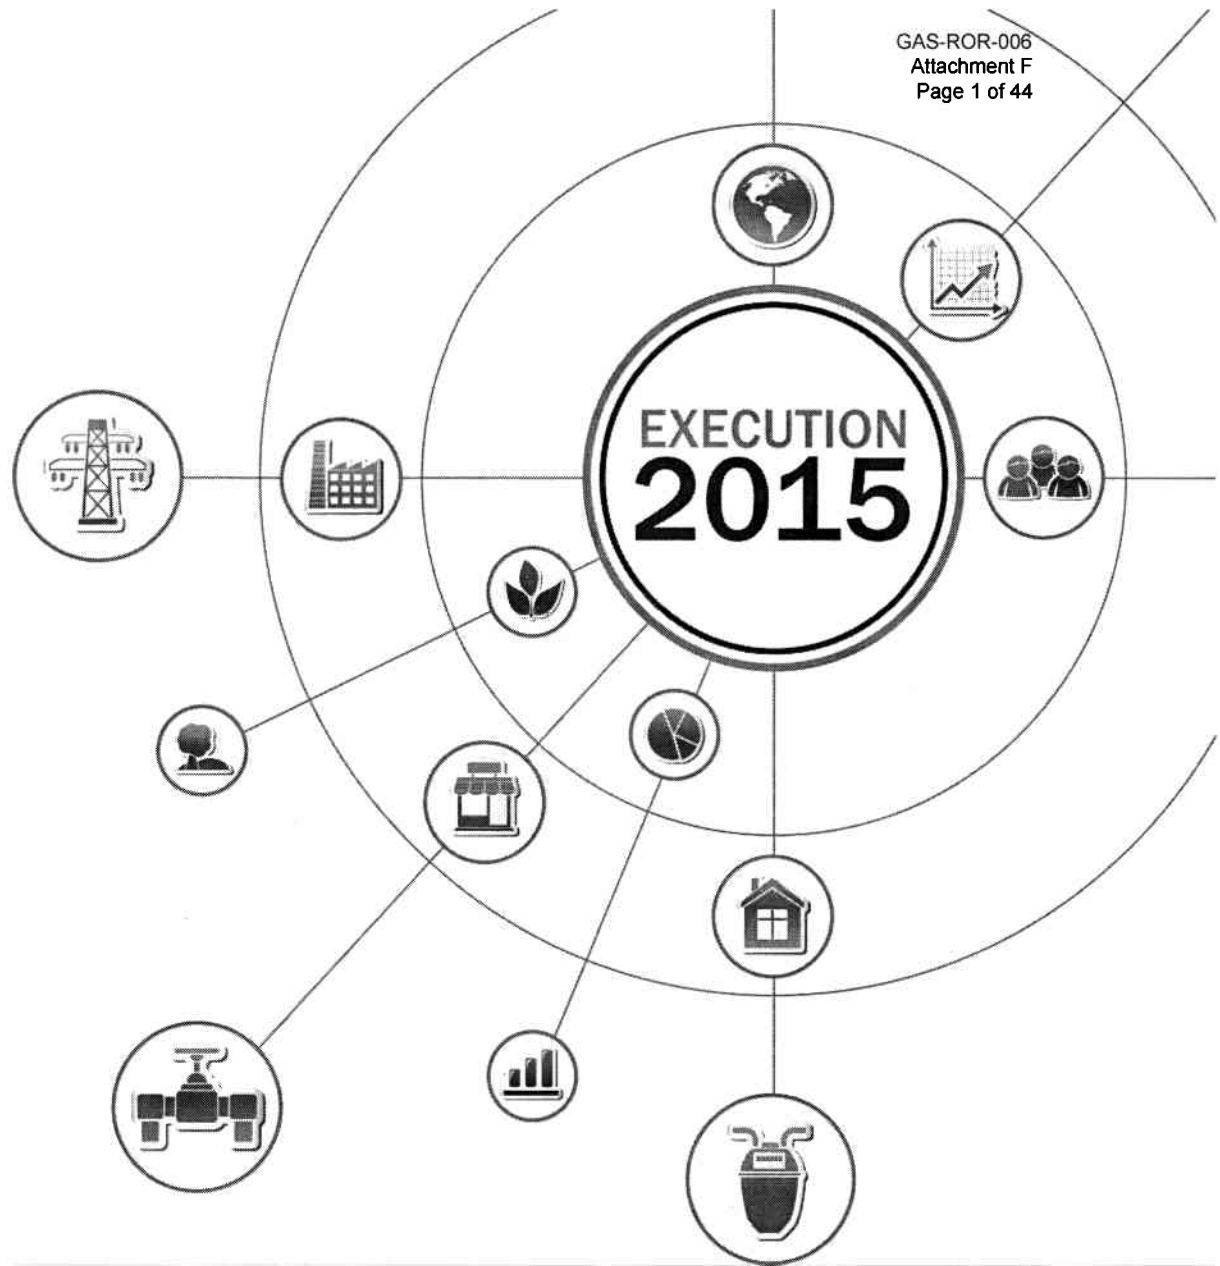 GAS-ROR-006
Attachment F
Page 1 of 44
EXECUTION
2015